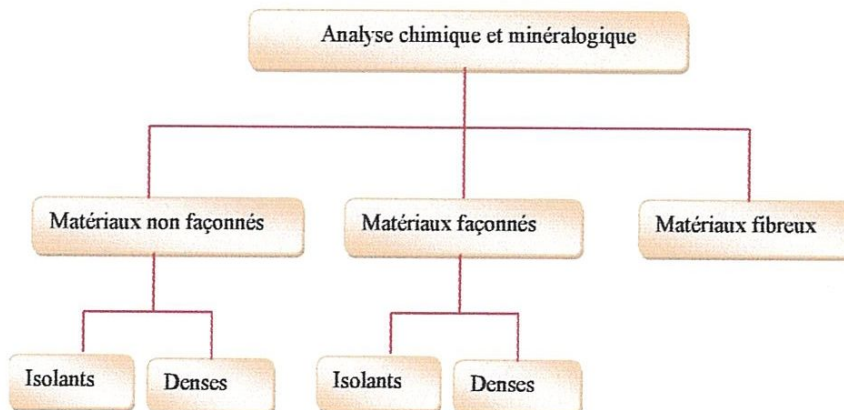 Analyse chimique et minéralogique
Matériaux non façonnés
Matériaux façonnés
Matériaux fibreux
Isolants
Denses
Isolants
Denses